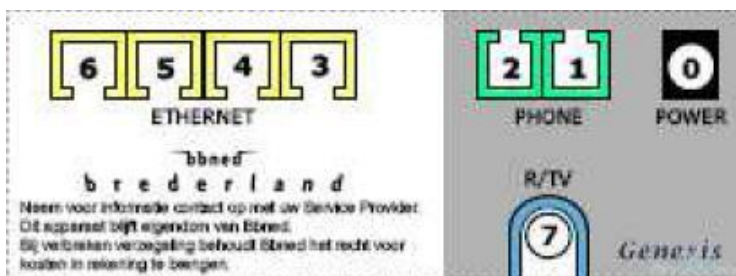 6 5 4 3
ETHERNET
2 1
PHONE
0
POWER
bbned
brederland
Neem voor informatie contact op met uw Service Provider.
Dit apparaat blijft eigendom van Bbned.
Bij verbreken verzegeling behoudt Bbned het recht voor
kosten in rekening te brengen.
R/TV
7
Genexis